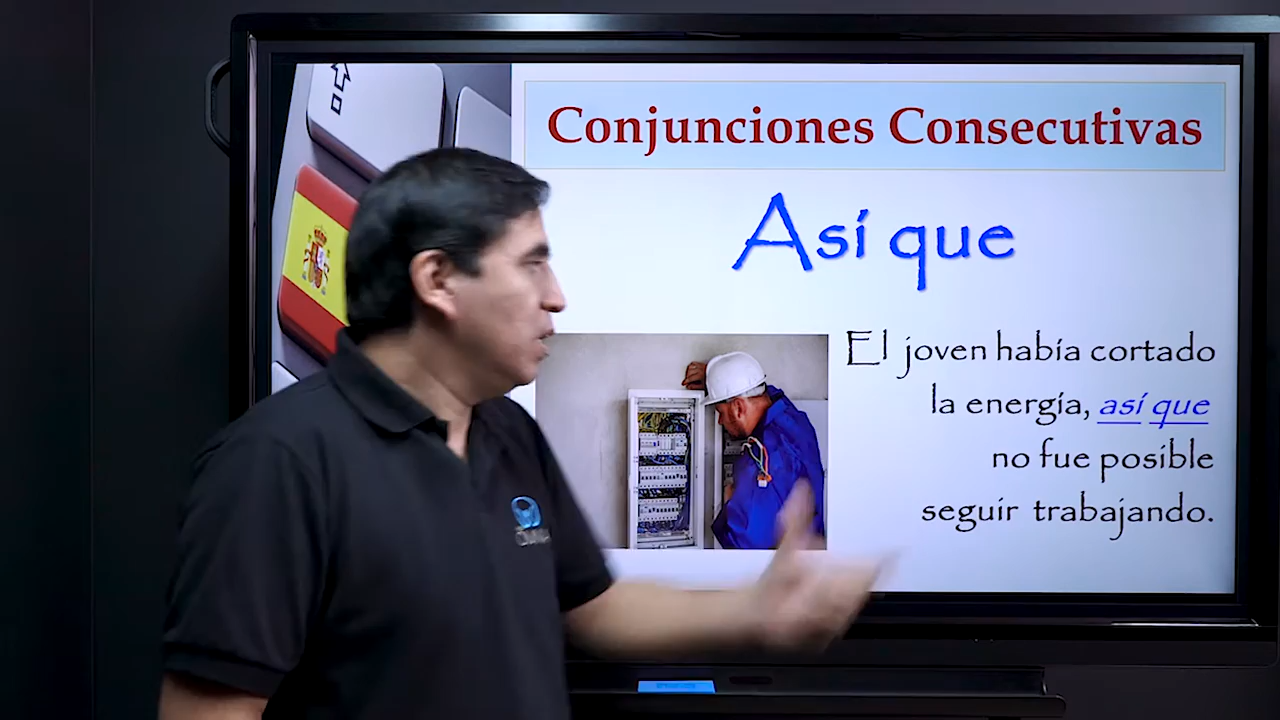 Conjunciones Consecutivas
Así que
El joven había cortado
la energía, así que
no fue posible
seguir trabajando.